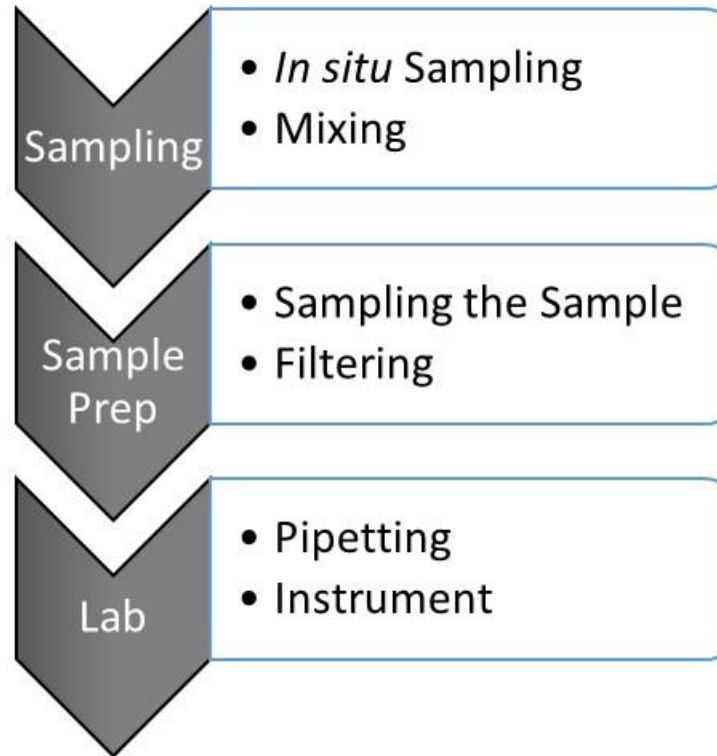 Sampling
• In situ Sampling
• Mixing
Sample
Prep
• Sampling the Sample
• Filtering
Lab
• Pipetting
• Instrument